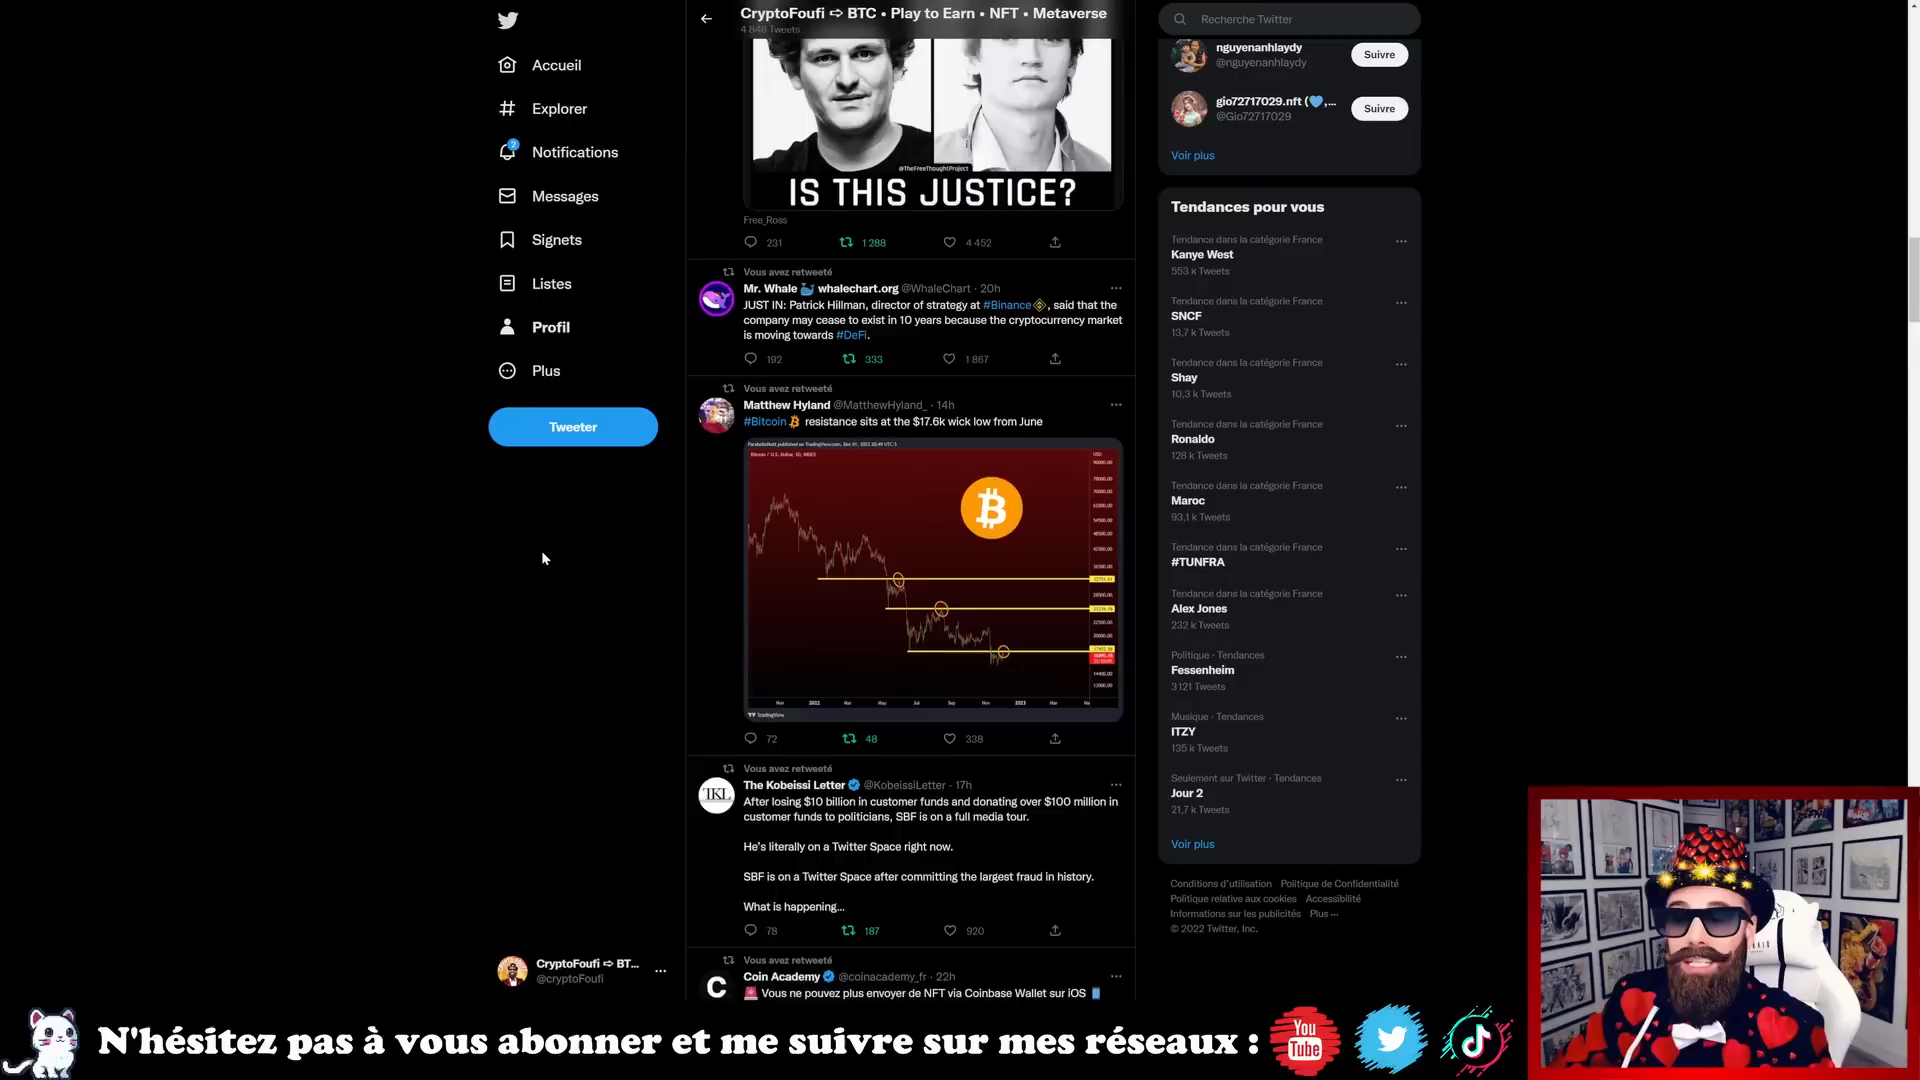 CryptoFoufi ➪ BTC • Play to Earn • NFT • Metaverse
4 848 Tweets
Accueil
Explorer
2
Notifications
Messages
Signets
Listes
Profil
Plus
Tweeter
CryptoFoufi ➪ BT...
@cryptoFoufi
@TheFreeThoughtProject
IS THIS JUSTICE?
Free_Ross
231
1 288
4 452
Vous avez retweeté
Mr. Whale 🐳 whalechart.org @WhaleChart · 20h
JUST IN: Patrick Hillman, director of strategy at #Binance , said that the
company may cease to exist in 10 years because the cryptocurrency market
is moving towards #DeFi.
192
333
1 867
Vous avez retweeté
Matthew Hyland @MatthewHyland_ · 14h
#Bitcoin resistance sits at the $17.6k wick low from June
Bitcoin / U.S. Dollar, 1D, INDEX
USD
TradingView
72
48
338
Vous avez retweeté
The Kobeissi Letter @KobeissiLetter · 17h
After losing $10 billion in customer funds and donating over $100 million in
customer funds to politicians, SBF is on a full media tour.
He's literally on a Twitter Space right now.
SBF is on a Twitter Space after committing the largest fraud in history.
What is happening...
78
187
920
Vous avez retweeté
Coin Academy @coinacademy_fr · 22h
🚨 Vous ne pouvez plus envoyer de NFT via Coinbase Wallet sur iOS 📱
TKL
C
Recherche Twitter
nguyenanhlaydy
@nguyenanhlaydy
Suivre
gio72717029.nft (💙,...
@Gio72717029
Suivre
Voir plus
Tendances pour vous
Tendance dans la catégorie France
Kanye West
553 k Tweets
Tendance dans la catégorie France
SNCF
13,7 k Tweets
Tendance dans la catégorie France
Shay
10,3 k Tweets
Tendance dans la catégorie France
Ronaldo
128 k Tweets
Tendance dans la catégorie France
Maroc
93,1 k Tweets
Tendance dans la catégorie France
#TUNFRA
Tendance dans la catégorie France
Alex Jones
232 k Tweets
Politique · Tendances
Fessenheim
3 121 Tweets
Musique · Tendances
ITZY
135 k Tweets
Seulement sur Twitter · Tendances
Jour 2
21,7 k Tweets
Voir plus
Conditions d'utilisation Politique de Confidentialité
Politique relative aux cookies Accessibilité
Informations sur les publicités Plus ···
© 2022 Twitter, Inc.
N'hésitez pas à vous abonner et me suivre sur mes réseaux :
You
Tube